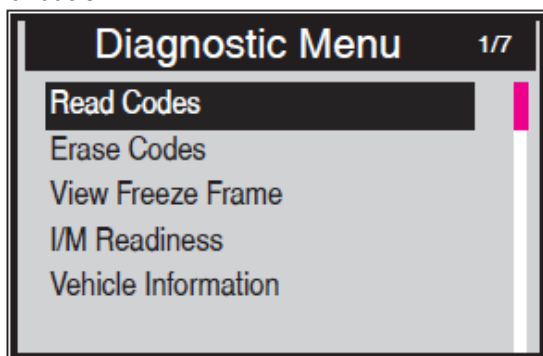 Diagnostic Menu 1/7
Read Codes
Erase Codes
View Freeze Frame
I/M Readiness
Vehicle Information